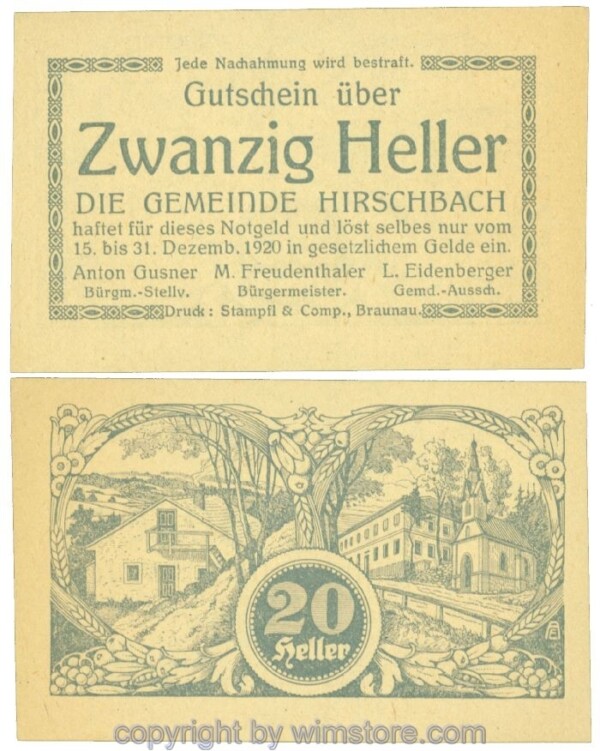 Jede Nachahmung wird bestraft.
Gutschein über
Zwanzig Heller
DIE GEMEINDE HIRSCHBACH
haftet für dieses Notgeld und löst selbes nur vom
15. bis 31. Dezemb. 1920 in gesetzlichem Gelde ein.
Anton Gusner M. Freudenthaler L. Eidenberger
Bürgm.-Stellv. Bürgermeister. Gemd.-Aussch.
Druck: Stampfl & Comp., Braunau.
20
Heller
copyright by wimstore.com